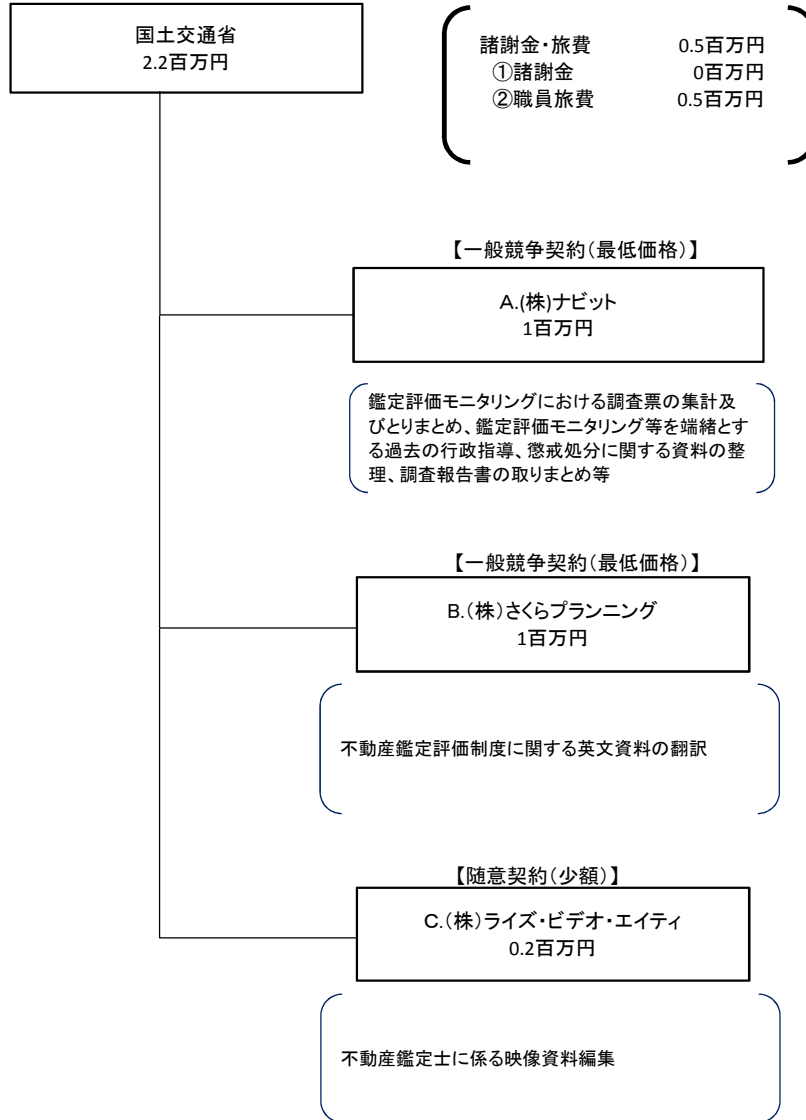 国土交通省
2.2百万円
諸謝金・旅費 0.5百万円
①諸謝金 0百万円
②職員旅費 0.5百万円
【一般競争契約(最低価格)】
A.(株)ナビット
1百万円
鑑定評価モニタリングにおける調査票の集計及
びとりまとめ、鑑定評価モニタリング等を端緒とす
る過去の行政指導、懲戒処分に関する資料の整
理、調査報告書の取りまとめ等
【一般競争契約(最低価格)】
B.(株)さくらプランニング
1百万円
不動産鑑定評価制度に関する英文資料の翻訳
【随意契約(少額)】
C.(株)ライズ・ビデオ・エイティ
0.2百万円
不動産鑑定士に係る映像資料編集